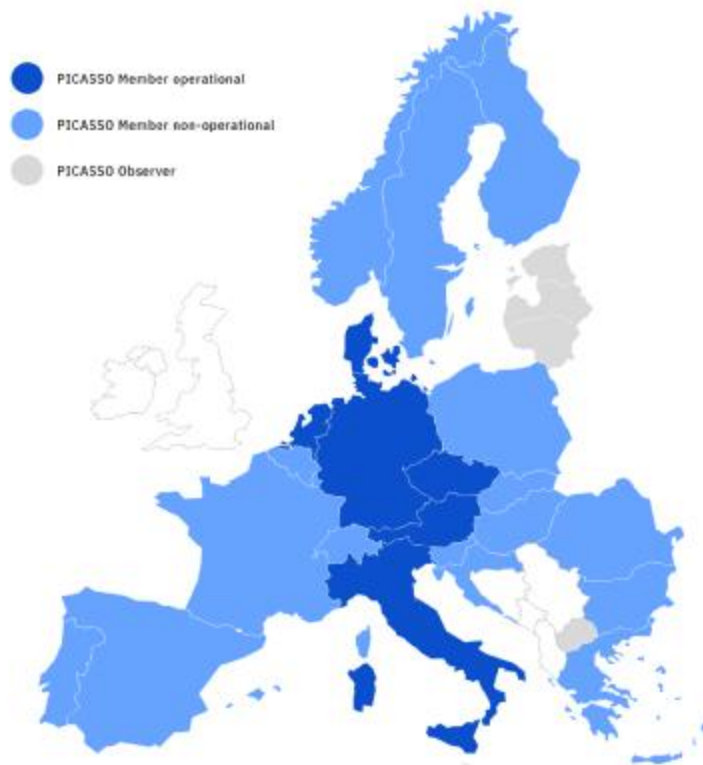 PICASSO Member operational
PICASSO Member non-operational
PICASSO Observer